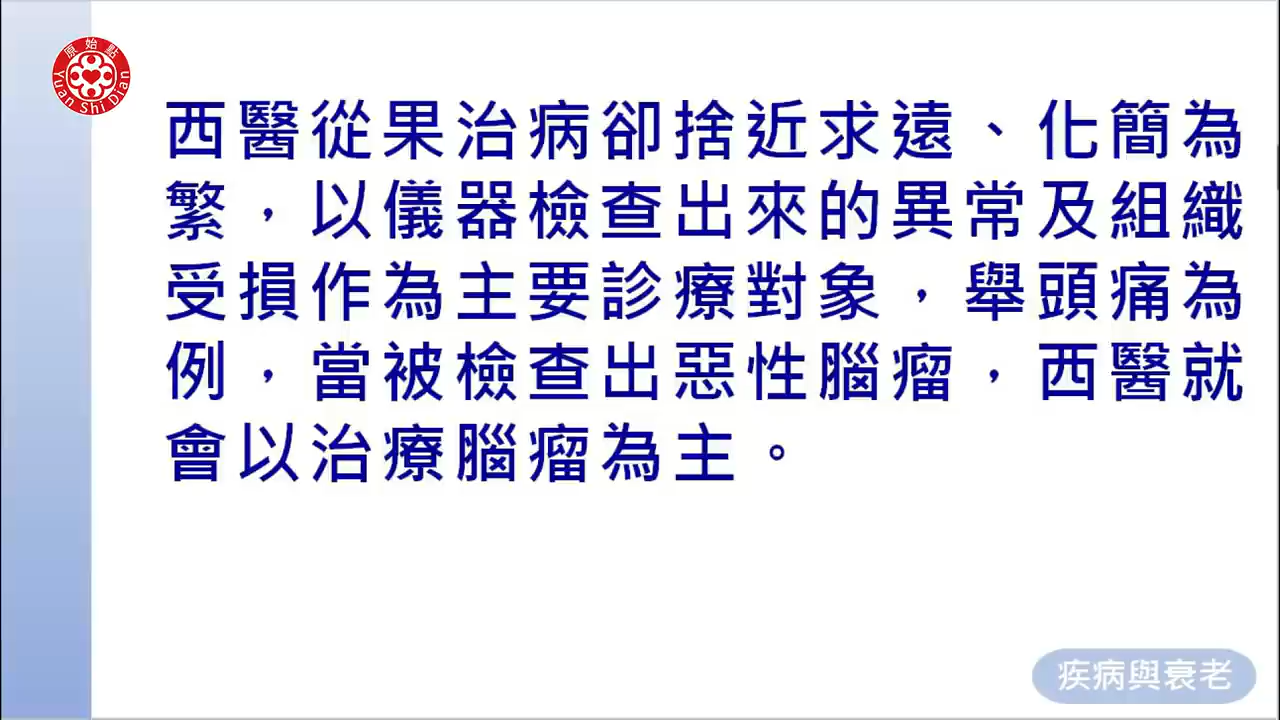 原始點
Yuan Shi Dian
西醫從果治病卻捨近求遠、化簡為
繁，以儀器檢查出來的異常及組織
受損作為主要診療對象，舉頭痛為
例，當被檢查出惡性腦瘤，西醫就
會以治療腦瘤為主。
疾病與衰老